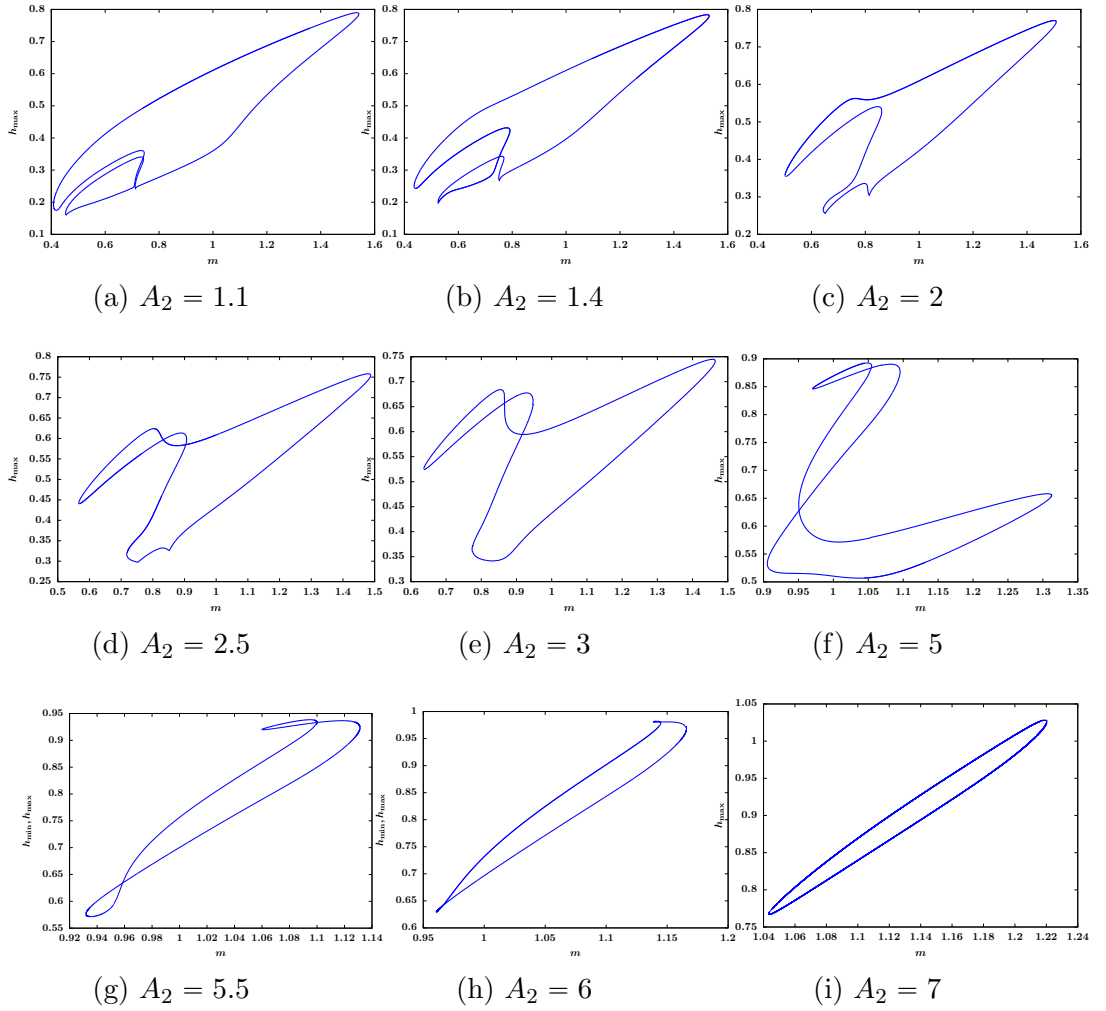 h_max
0.8
0.7
0.6
0.5
0.4
0.3
0.2
0.1
0.4 0.6 0.8 1 1.2 1.4 1.6
m
(a) A₂ = 1.1
h_max
0.8
0.7
0.6
0.5
0.4
0.3
0.2
0.1
0.4 0.6 0.8 1 1.2 1.4 1.6
m
(b) A₂ = 1.4
h_max
0.8
0.7
0.6
0.5
0.4
0.3
0.2
0.4 0.6 0.8 1 1.2 1.4 1.6
m
(c) A₂ = 2
h_max
0.8
0.75
0.7
0.65
0.6
0.55
0.5
0.45
0.4
0.35
0.3
0.25
0.5 0.6 0.7 0.8 0.9 1 1.1 1.2 1.3 1.4 1.5
m
(d) A₂ = 2.5
h_max
0.75
0.7
0.65
0.6
0.55
0.5
0.45
0.4
0.35
0.3
0.5 0.6 0.7 0.8 0.9 1 1.1 1.2 1.3 1.4 1.5
m
(e) A₂ = 3
h_max
0.9
0.85
0.8
0.75
0.7
0.65
0.6
0.55
0.5
0.9 0.95 1 1.05 1.1 1.15 1.2 1.25 1.3 1.35
m
(f) A₂ = 5
h_min, h_max
0.95
0.9
0.85
0.8
0.75
0.7
0.65
0.6
0.55
0.92 0.94 0.96 0.98 1 1.02 1.04 1.06 1.08 1.1 1.12 1.14
m
(g) A₂ = 5.5
h_min, h_max
1
0.95
0.9
0.85
0.8
0.75
0.7
0.65
0.6
0.95 1 1.05 1.1 1.15 1.2
m
(h) A₂ = 6
h_max
1.05
1
0.95
0.9
0.85
0.8
0.75
1.04 1.06 1.08 1.1 1.12 1.14 1.16 1.18 1.2 1.22 1.24
m
(i) A₂ = 7